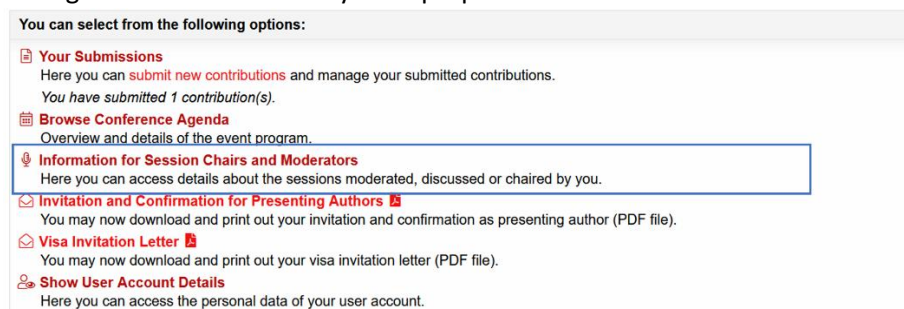 You can select from the following options:
Your Submissions
Here you can submit new contributions and manage your submitted contributions.
You have submitted 1 contribution(s).
Browse Conference Agenda
Overview and details of the event program.
Information for Session Chairs and Moderators
Here you can access details about the sessions moderated, discussed or chaired by you.
Invitation and Confirmation for Presenting Authors
You may now download and print out your invitation and confirmation as presenting author (PDF file).
Visa Invitation Letter
You may now download and print out your visa invitation letter (PDF file).
Show User Account Details
Here you can access the personal data of your user account.